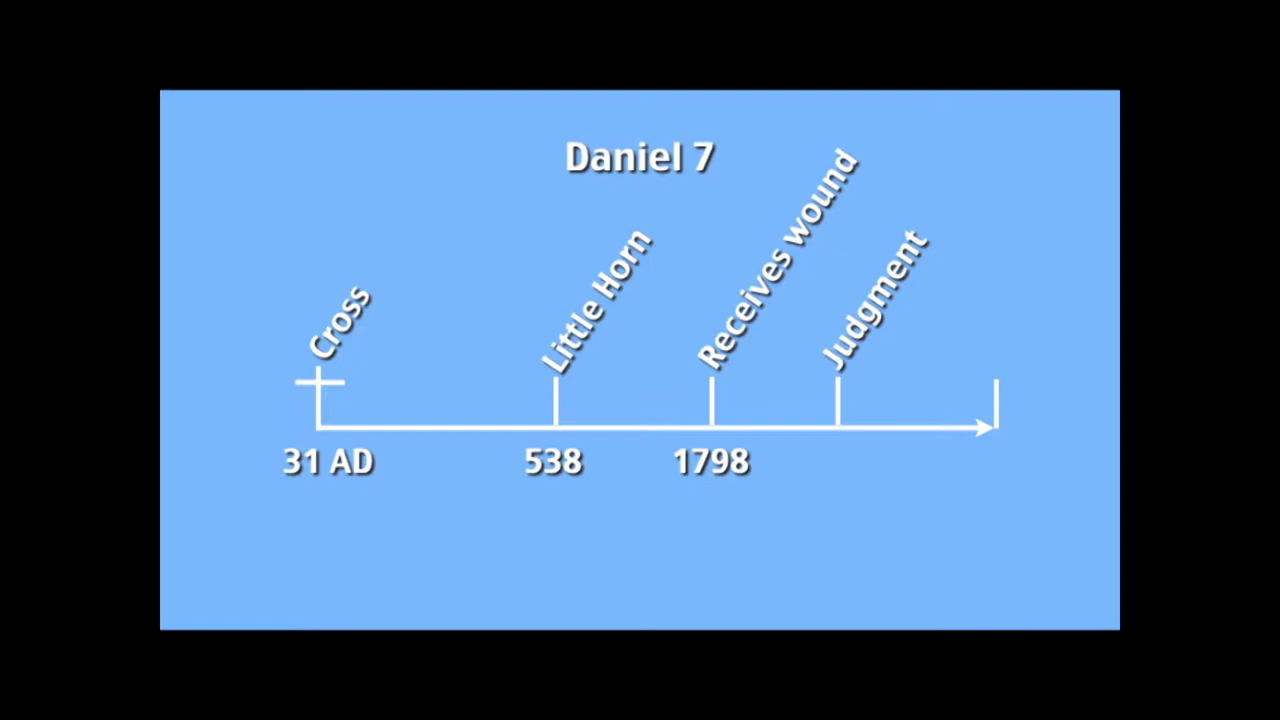 Daniel 7
Cross
Little Horn
Receives wound
Judgment
31 AD
538
1798